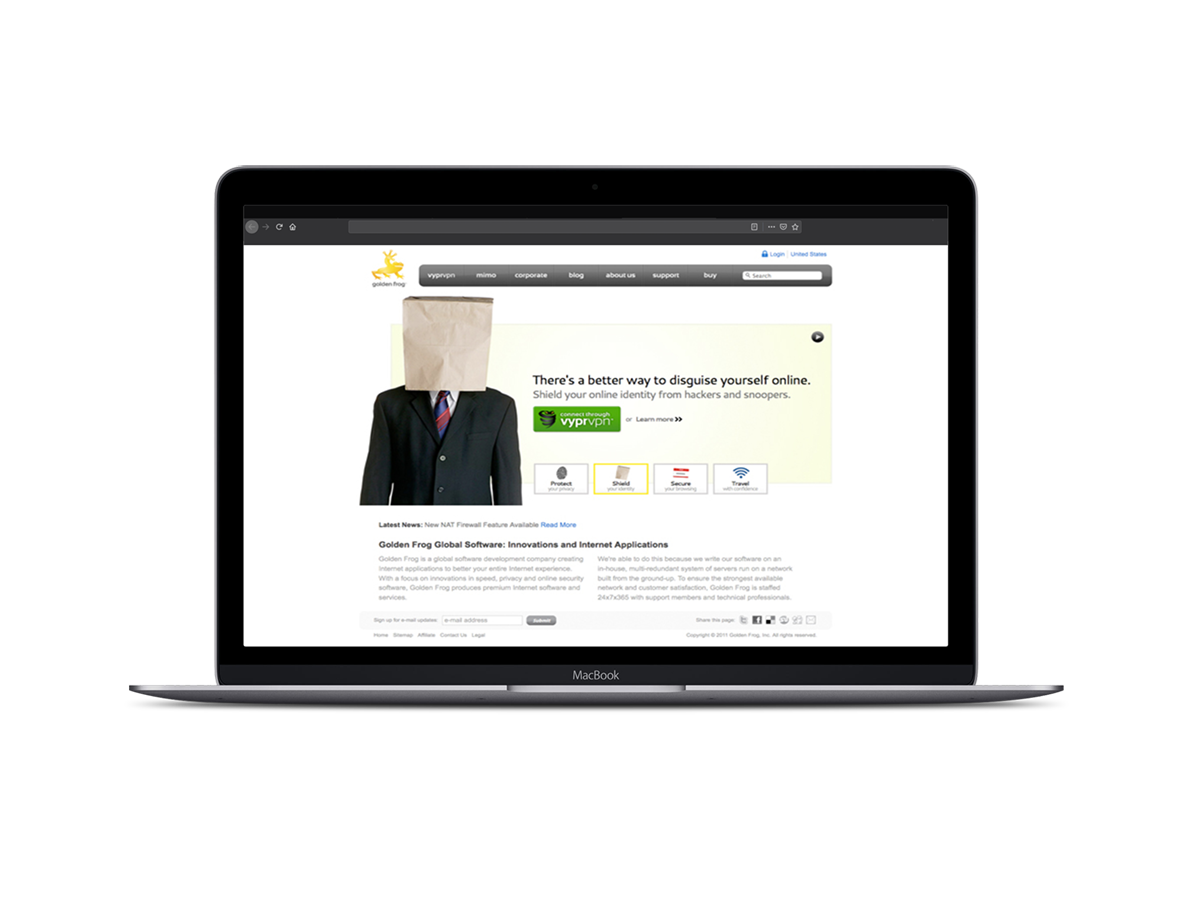 Login United States
golden frog
vyprvpn mimo corporate blog about us support buy Search
There's a better way to disguise yourself online.
Shield your online identity from hackers and snoopers.
connect through
vyprvpn
or Learn more
Protect
your privacy
Shield
your identity
Secure
your browsing
Travel
with confidence
Latest News: New NAT Firewall Feature Available Read More
Golden Frog Global Software: Innovations and Internet Applications
Golden Frog is a global software development company creating
Internet applications to better your entire Internet experience.
With a focus on innovations in speed, privacy and online security
software, Golden Frog produces premium Internet software and
services.
We're able to do this because we write our software on an
in-house, multi-redundant system of servers run on a network
built from the ground-up. To ensure the strongest available
network and customer satisfaction, Golden Frog is staffed
24x7x365 with support members and technical professionals.
Sign up for e-mail updates e-mail address Submit
Share this page:
Home Sitemap Affiliate Contact Us Legal
Copyright © 2011 Golden Frog, Inc. All rights reserved.
MacBook